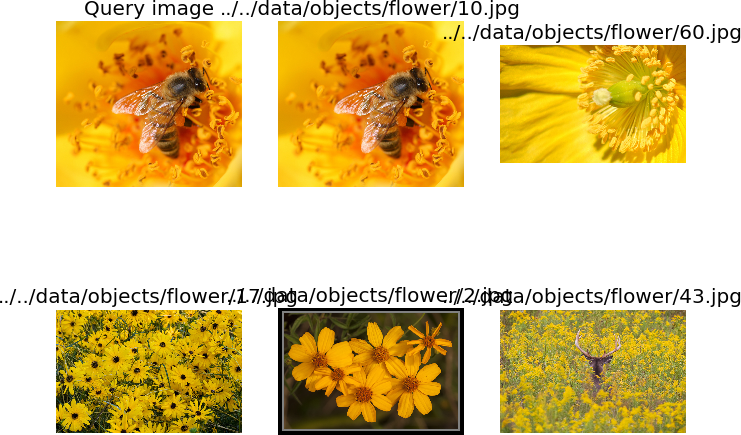 Query image
../../data/objects/flower/10.jpg
../../data/objects/flower/60.jpg
../../data/objects/flower/17.jpg
../../data/objects/flower/2.jpg
../../data/objects/flower/43.jpg